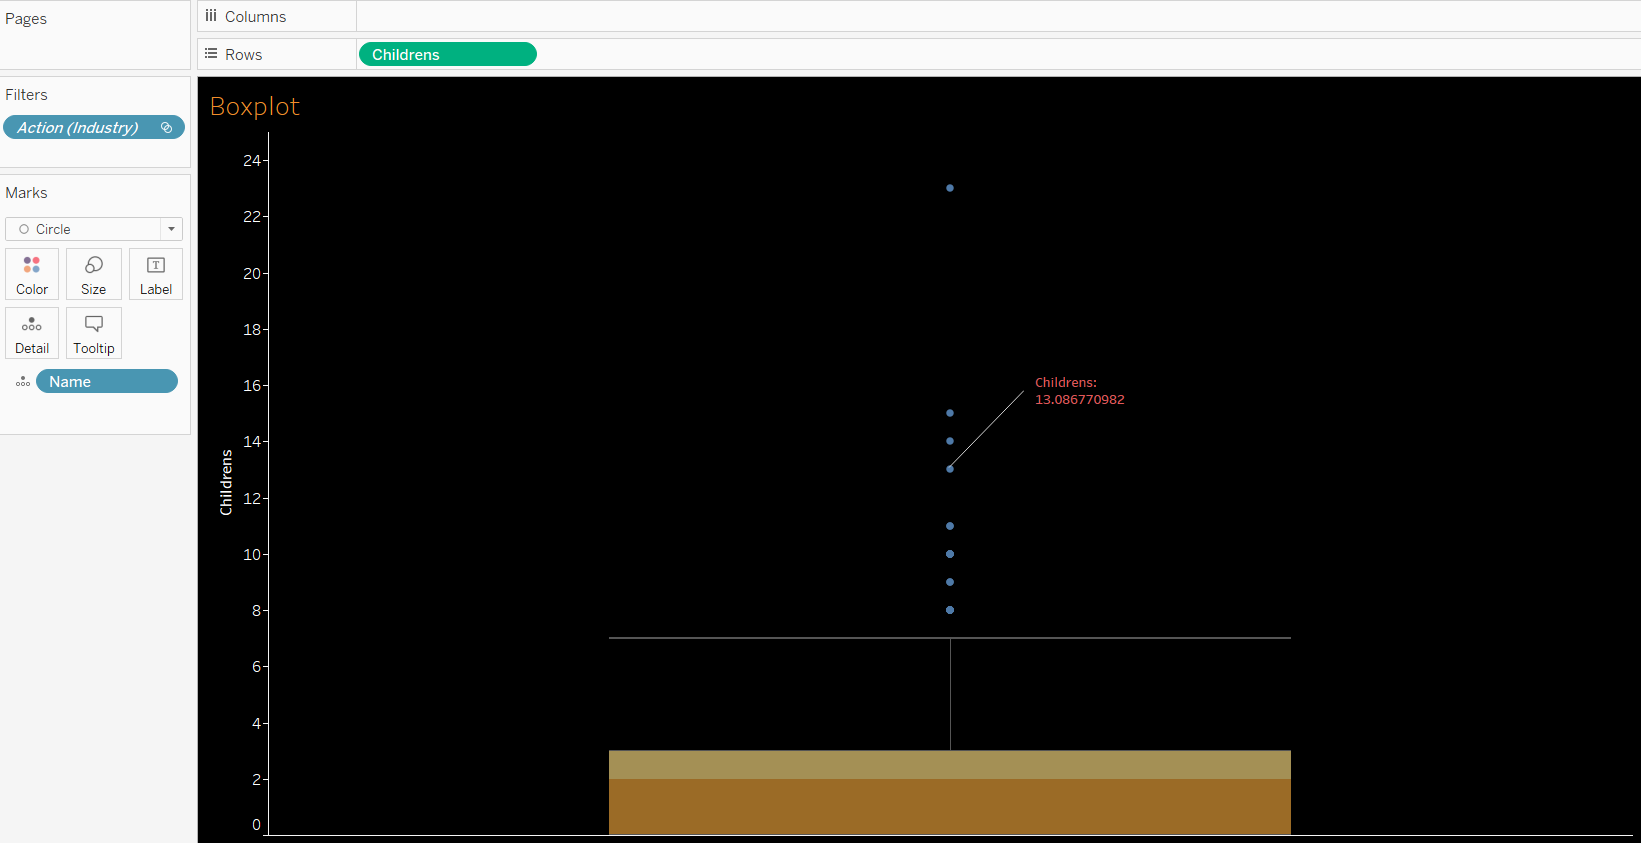 Pages
Columns
Rows
Childrens
Filters
Action (Industry)
Marks
Circle
Color
Size
Label
Detail
Tooltip
Name
Boxplot
24
22
20
18
16
14
12
10
8
6
4
2
0
Childrens
Childrens:
13.086770982